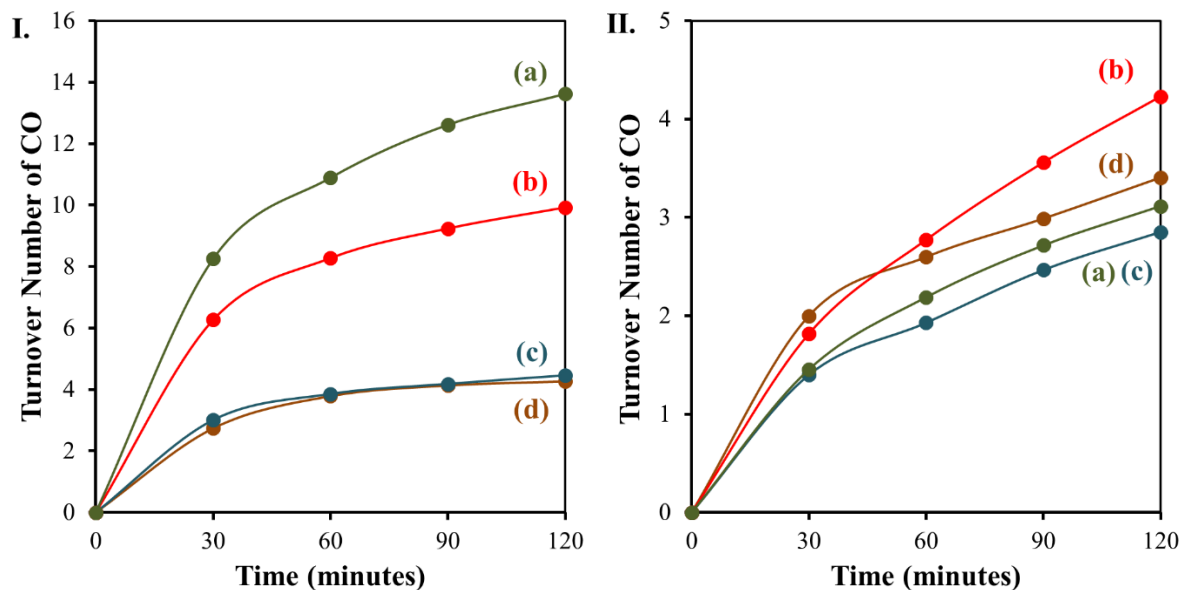 I.
Turnover Number of CO
16
14
12
10
8
6
4
2
0
(a)
(b)
(c)
(d)
0 30 60 90 120
Time (minutes)
II.
Turnover Number of CO
5
4
3
2
1
0
(b)
(d)
(a) (c)
0 30 60 90 120
Time (minutes)